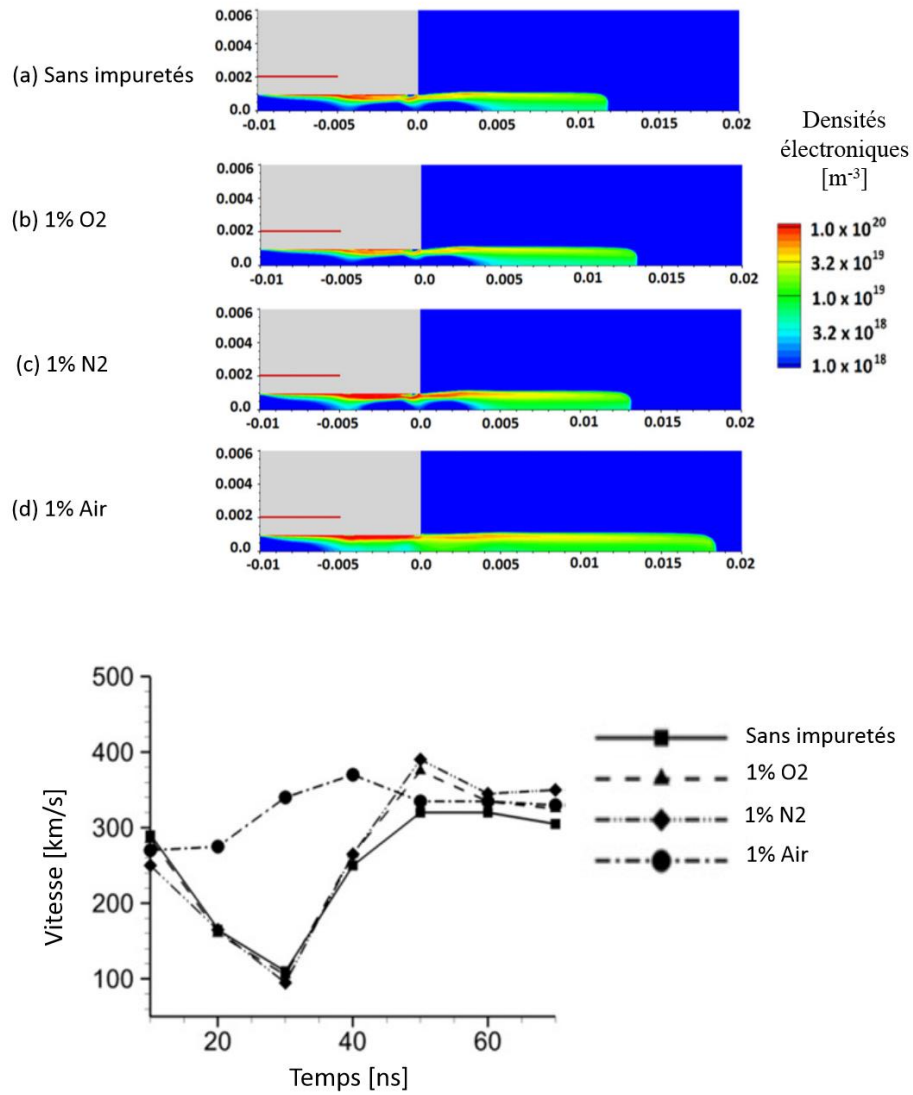 0.006
0.004
(a) Sans impuretés
0.002
0.0
-0.01 -0.005 0.0 0.005 0.01 0.015 0.02
Densités
électroniques
[m-3]
0.006
0.004
(b) 1% O2
0.002
0.0
-0.01 -0.005 0.0 0.005 0.01 0.015 0.02
1.0 x 10^20
3.2 x 10^19
1.0 x 10^19
3.2 x 10^18
1.0 x 10^18
0.006
0.004
(c) 1% N2
0.002
0.0
-0.01 -0.005 0.0 0.005 0.01 0.015 0.02
0.006
0.004
(d) 1% Air
0.002
0.0
-0.01 -0.005 0.0 0.005 0.01 0.015 0.02
500
400
300
200
100
Vitesse [km/s]
20 40 60
Temps [ns]
Sans impuretés
1% O2
1% N2
1% Air